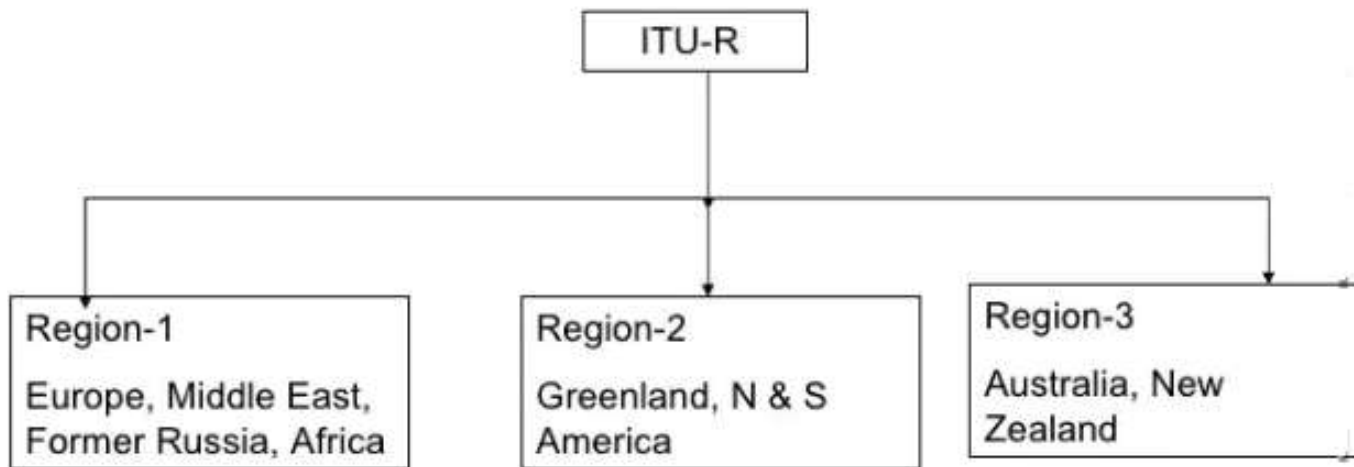 ITU-R
Region-1
Europe, Middle East,
Former Russia, Africa
Region-2
Greenland, N & S
America
Region-3
Australia, New
Zealand